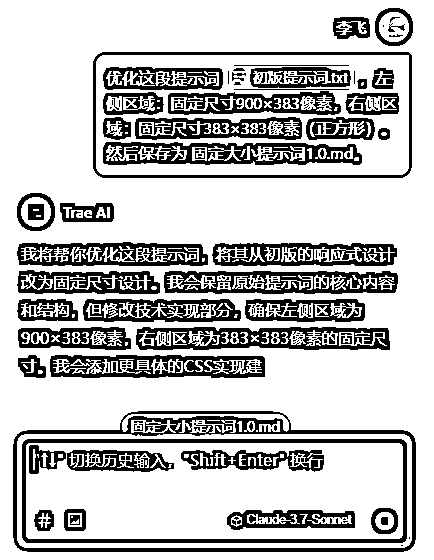 李飞
优化这段提示词 初版提示词.txt ，左
侧区域：固定尺寸900×383像素，右侧区
域：固定尺寸383×383像素（正方形）。
然后保存为 固定大小提示词1.0.md。
Trae AI
我将帮你优化这段提示词，将其从初版的响应式设计
改为固定尺寸设计。我会保留原始提示词的核心内容
和结构，但修改技术实现部分，确保左侧区域为
900×383像素，右侧区域为383×383像素的固定尺
寸。我会添加更具体的CSS实现建
固定大小提示词1.0.md
"↑↓" 切换历史输入，"Shift+Enter" 换行
# Claude-3.7-Sonnet